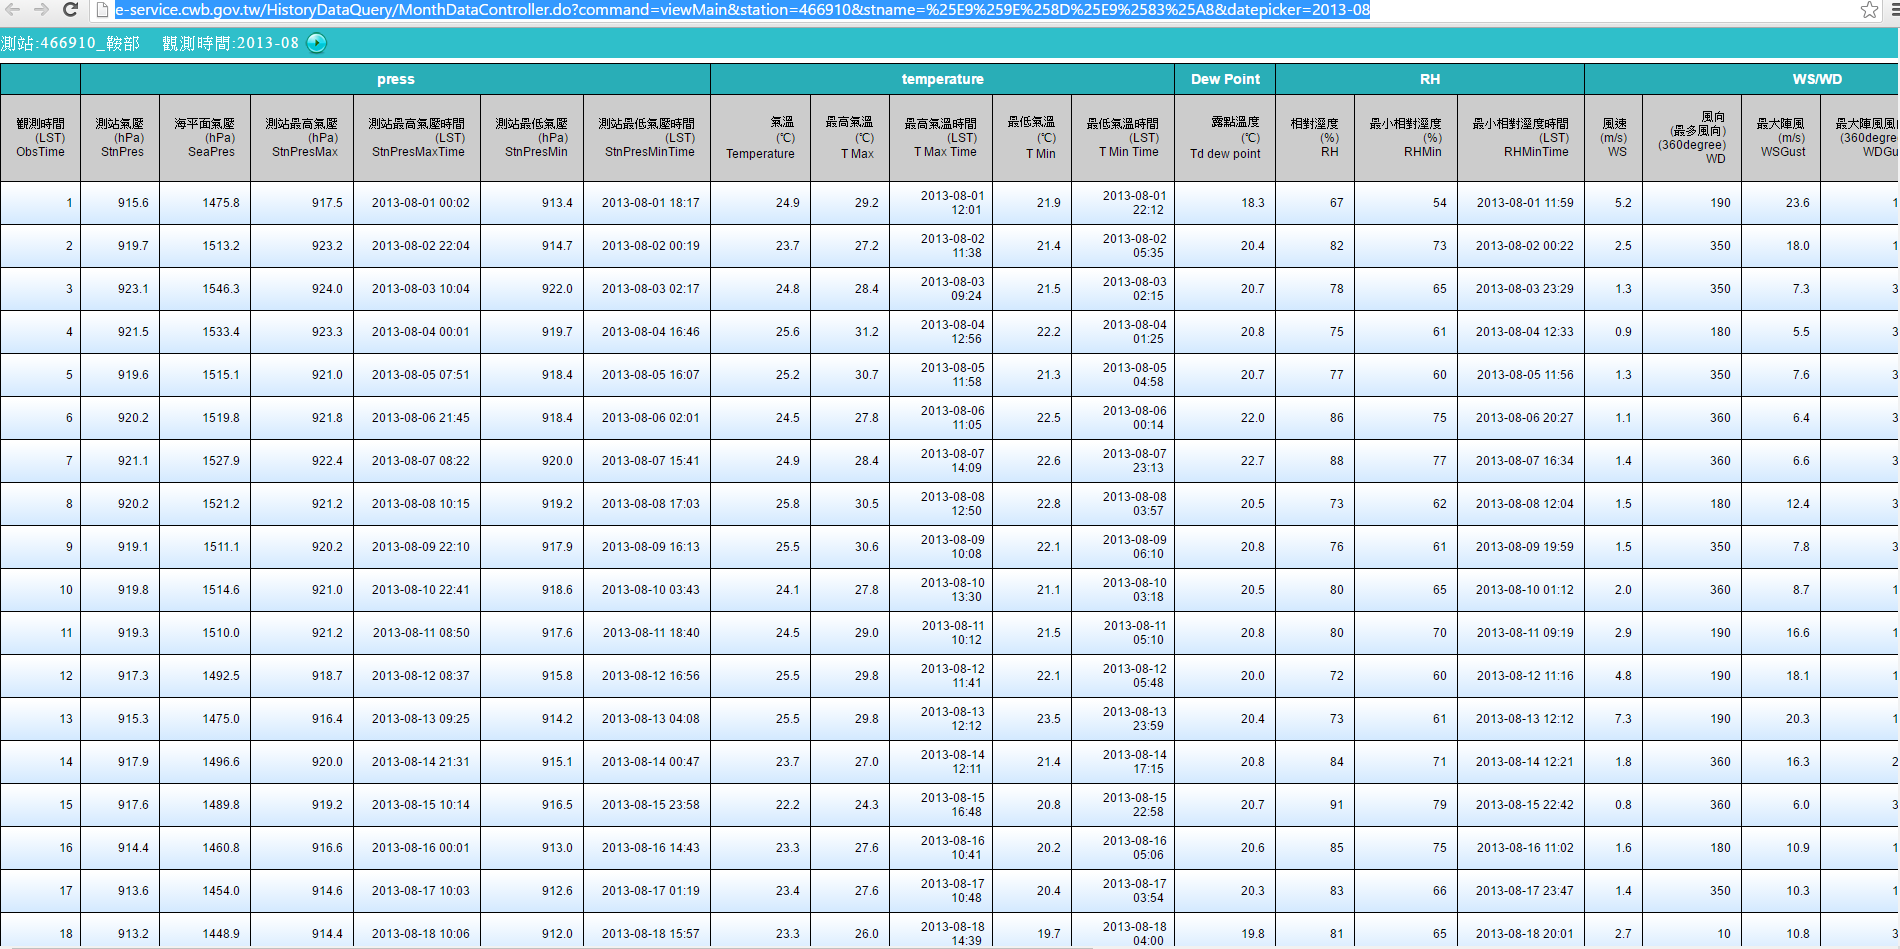 e-service.cwb.gov.tw/HistoryDataQuery/MonthDataController.do?command=viewMain&station=466910&stname=%25E9%259E%258D%25E9%2583%25A8&datepicker=2013-08
測站:466910_鞍部 觀測時間:2013-08
press temperature Dew Point RH WS/WD
觀測時間 (LST) ObsTime
測站氣壓 (hPa) StnPres
海平面氣壓 (hPa) SeaPres
測站最高氣壓 (hPa) StnPresMax
測站最高氣壓時間 (LST) StnPresMaxTime
測站最低氣壓 (hPa) StnPresMin
測站最低氣壓時間 (LST) StnPresMinTime
氣溫 (℃) Temperature
最高氣溫 (℃) T Max
最高氣溫時間 (LST) T Max Time
最低氣溫 (℃) T Min
最低氣溫時間 (LST) T Min Time
露點溫度 (℃) Td dew point
相對溼度 (%) RH
最小相對溼度 (%) RHMin
最小相對溼度時間 (LST) RHMinTime
風速 (m/s) WS
風向 (最多風向) (360degree) WD
最大陣風 (m/s) WSGust
最大陣風風
1 915.6 1475.8 917.5 2013-08-01 00:02 913.4 2013-08-01 18:17 24.9 29.2 2013-08-01 12:01 21.9 2013-08-01 22:12 18.3 67 54 2013-08-01 11:59 5.2 190 23.6
2 919.7 1513.2 923.2 2013-08-02 22:04 914.7 2013-08-02 00:19 23.7 27.2 2013-08-02 11:38 21.4 2013-08-02 05:35 20.4 82 73 2013-08-02 00:22 2.5 350 18.0
3 923.1 1546.3 924.0 2013-08-03 10:04 922.0 2013-08-03 02:17 24.8 28.4 2013-08-03 09:24 21.5 2013-08-03 02:15 20.7 78 65 2013-08-03 23:29 1.3 350 7.3
4 921.5 1533.4 923.3 2013-08-04 00:01 919.7 2013-08-04 16:46 25.6 31.2 2013-08-04 12:56 22.2 2013-08-04 01:25 20.8 75 61 2013-08-04 12:33 0.9 180 5.5
5 919.6 1515.1 921.0 2013-08-05 07:51 918.4 2013-08-05 16:07 25.2 30.7 2013-08-05 11:58 21.3 2013-08-05 04:58 20.7 77 60 2013-08-05 11:56 1.3 350 7.6
6 920.2 1519.8 921.8 2013-08-06 21:45 918.4 2013-08-06 02:01 24.5 27.8 2013-08-06 11:05 22.5 2013-08-06 00:14 22.0 86 75 2013-08-06 20:27 1.1 360 6.4
7 921.1 1527.9 922.4 2013-08-07 08:22 920.0 2013-08-07 15:41 24.9 28.4 2013-08-07 14:09 22.6 2013-08-07 23:13 22.7 88 77 2013-08-07 16:34 1.4 360 6.6
8 920.2 1521.2 921.2 2013-08-08 10:15 919.2 2013-08-08 17:03 25.8 30.5 2013-08-08 12:50 22.8 2013-08-08 03:57 20.5 73 62 2013-08-08 12:04 1.5 180 12.4
9 919.1 1511.1 920.2 2013-08-09 22:10 917.9 2013-08-09 16:13 25.5 30.6 2013-08-09 10:08 22.1 2013-08-09 06:10 20.8 76 61 2013-08-09 19:59 1.5 350 7.8
10 919.8 1514.6 921.0 2013-08-10 22:41 918.6 2013-08-10 03:43 24.1 27.8 2013-08-10 13:30 21.1 2013-08-10 03:18 20.5 80 65 2013-08-10 01:12 2.0 360 8.7
11 919.3 1510.0 921.2 2013-08-11 08:50 917.6 2013-08-11 18:40 24.5 29.0 2013-08-11 10:12 21.5 2013-08-11 05:10 20.8 80 70 2013-08-11 09:19 2.9 190 16.6
12 917.3 1492.5 918.7 2013-08-12 08:37 915.8 2013-08-12 16:56 25.5 29.8 2013-08-12 11:41 22.1 2013-08-12 05:48 20.0 72 60 2013-08-12 11:16 4.8 190 18.1
13 915.3 1475.0 916.4 2013-08-13 09:25 914.2 2013-08-13 04:08 25.5 29.8 2013-08-13 12:12 23.5 2013-08-13 23:59 20.4 73 61 2013-08-13 12:12 7.3 190 20.3
14 917.9 1496.6 920.0 2013-08-14 21:31 915.1 2013-08-14 00:47 23.7 27.0 2013-08-14 12:11 21.4 2013-08-14 17:15 20.8 84 71 2013-08-14 12:21 1.8 360 16.3
15 917.6 1489.8 919.2 2013-08-15 10:14 916.5 2013-08-15 23:58 22.2 24.3 2013-08-15 16:48 20.8 2013-08-15 22:58 20.7 91 79 2013-08-15 22:42 0.8 360 6.0
16 914.4 1460.8 916.6 2013-08-16 00:01 913.0 2013-08-16 14:43 23.3 27.6 2013-08-16 10:41 20.2 2013-08-16 05:06 20.6 85 75 2013-08-16 11:02 1.6 180 10.9
17 913.6 1454.0 914.6 2013-08-17 10:03 912.6 2013-08-17 01:19 23.4 27.6 2013-08-17 10:48 20.4 2013-08-17 03:54 20.3 83 66 2013-08-17 23:47 1.4 350 10.3
18 913.2 1448.9 914.4 2013-08-18 10:06 912.0 2013-08-18 15:57 23.3 26.0 2013-08-18 14:39 19.7 2013-08-18 04:00 19.8 81 65 2013-08-18 20:01 2.7 10 10.8